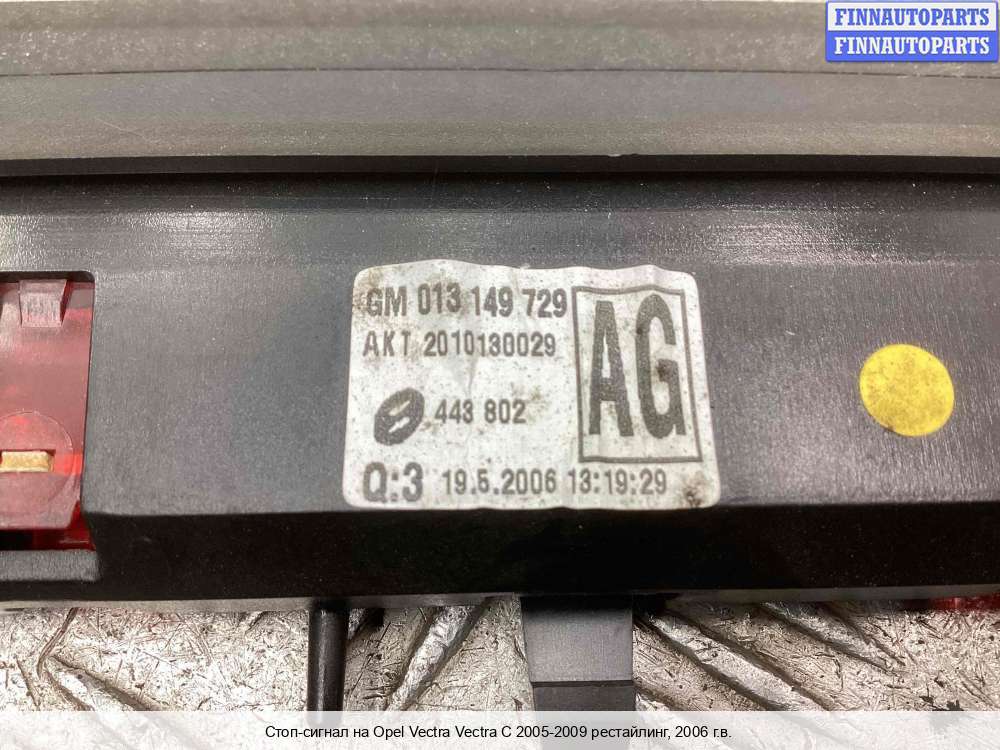 FINNAUTOPARTS
FINNAUTOPARTS
GM 013 149 729
AG
AKT 2010130029
443 802
Q:3 19.5.2006 13:19:29
Стоп-сигнал на Opel Vectra Vectra C 2005-2009 рестайлинг, 2006 г.в.